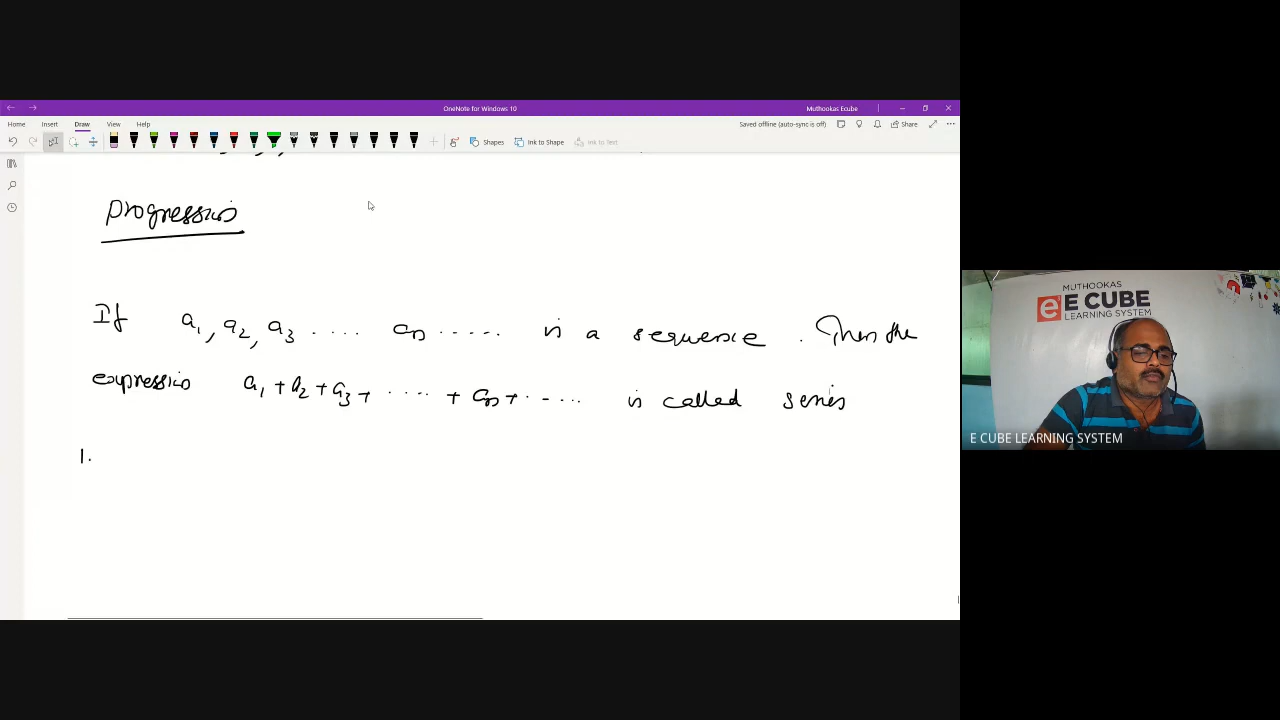 OneNote for Windows 10
Muthookas Ecube
Home Insert Draw View Help
Saved offline (auto-sync is off)
Share
Shapes
Ink to Shape
Ink to Text
Progression
If a₁, a₂, a₃ .... aₙ ..... is a sequence. Then the
expression a₁ + a₂ + a₃ + ..... + aₙ + ..... is called series
1.
MUTHOOKAS
e E CUBE
LEARNING SYSTEM
E CUBE LEARNING SYSTEM